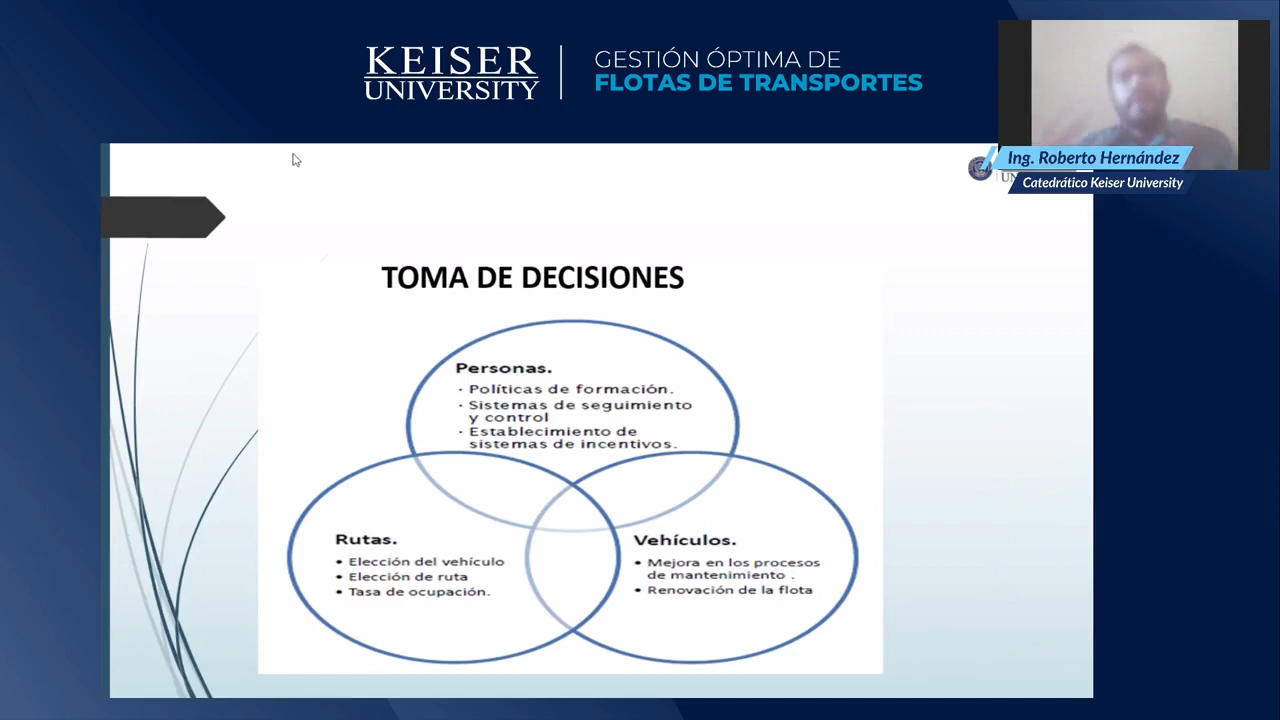 KEISER
UNIVERSITY
GESTIÓN ÓPTIMA DE
FLOTAS DE TRANSPORTES
Ing. Roberto Hernández
Catedrático Keiser University
TOMA DE DECISIONES
Personas.
· Políticas de formación.
· Sistemas de seguimiento
y control
· Establecimiento de
sistemas de incentivos.
Rutas.
• Elección del vehículo
• Elección de ruta
• Tasa de ocupación.
Vehículos.
• Mejora en los procesos
de mantenimiento .
• Renovación de la flota